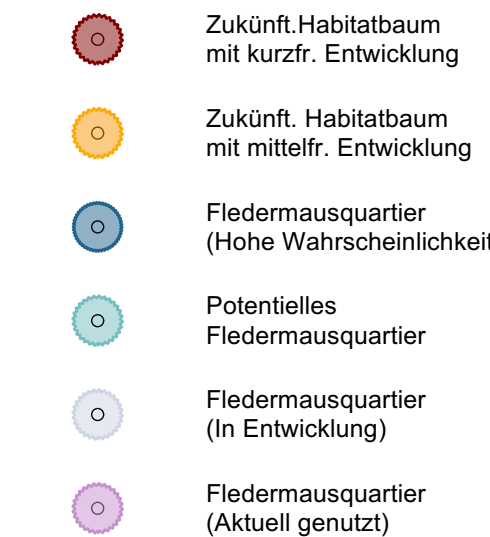 Zukünft.Habitatbaum
mit kurzfr. Entwicklung
Zukünft. Habitatbaum
mit mittelfr. Entwicklung
Fledermausquartier
(Hohe Wahrscheinlichkeit
Potentielles
Fledermausquartier
Fledermausquartier
(In Entwicklung)
Fledermausquartier
(Aktuell genutzt)